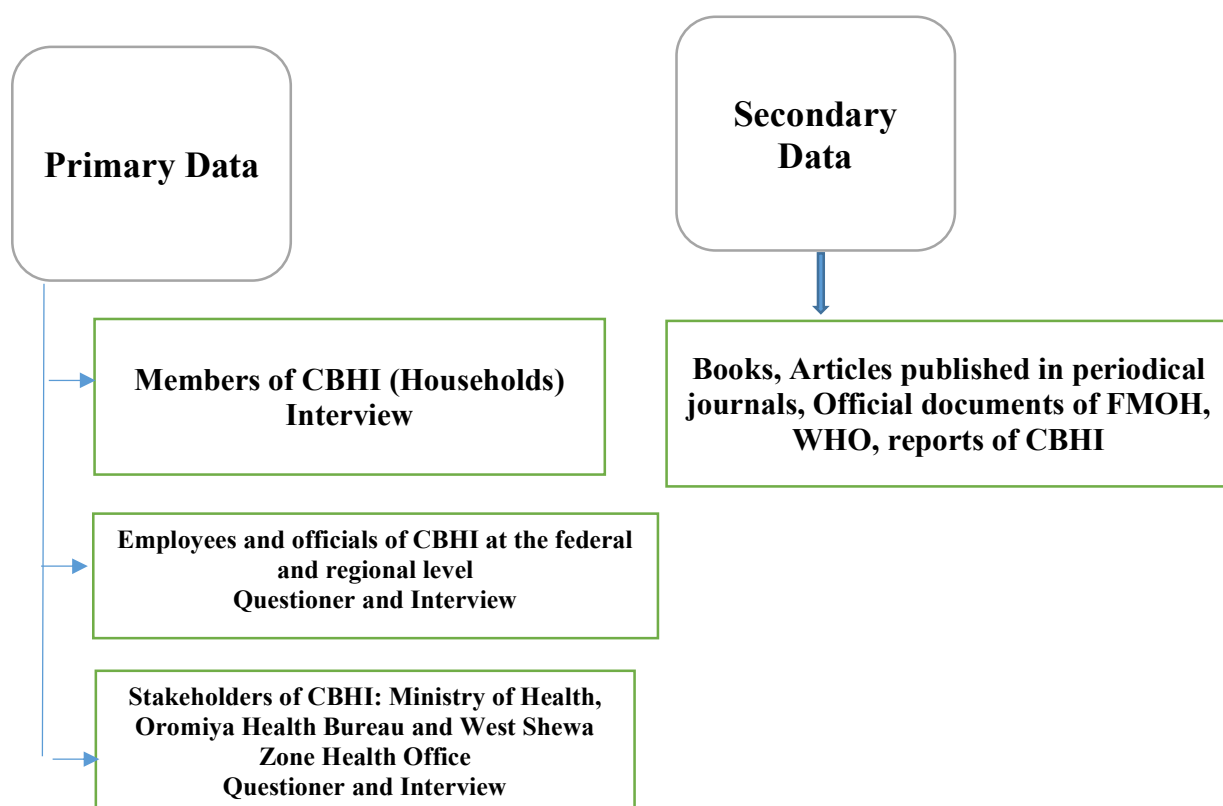 Primary Data
Members of CBHI (Households)
Interview
Employees and officials of CBHI at the federal
and regional level
Questioner and Interview
Stakeholders of CBHI: Ministry of Health,
Oromiya Health Bureau and West Shewa
Zone Health Office
Questioner and Interview
Secondary
Data
Books, Articles published in periodical
journals, Official documents of FMOH,
WHO, reports of CBHI